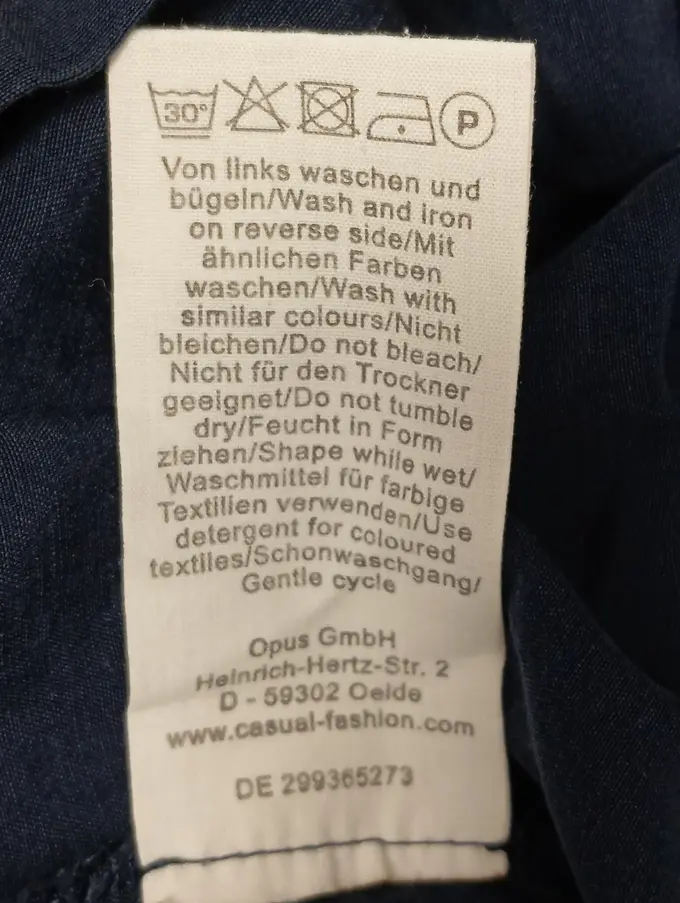 30°
P
Von links waschen und
bügeln/Wash and iron
on reverse side/Mit
ähnlichen Farben
waschen/Wash with
similar colours/Nicht
bleichen/Do not bleach/
Nicht für den Trockner
geeignet/Do not tumble
dry/Feucht in Form
ziehen/Shape while wet/
Waschmittel für farbige
Textilien verwenden/Use
detergent for coloured
textiles/Schonwaschgang/
Gentle cycle
Opus GmbH
Heinrich-Hertz-Str. 2
D - 59302 Oelde
www.casual-fashion.com
DE 299365273